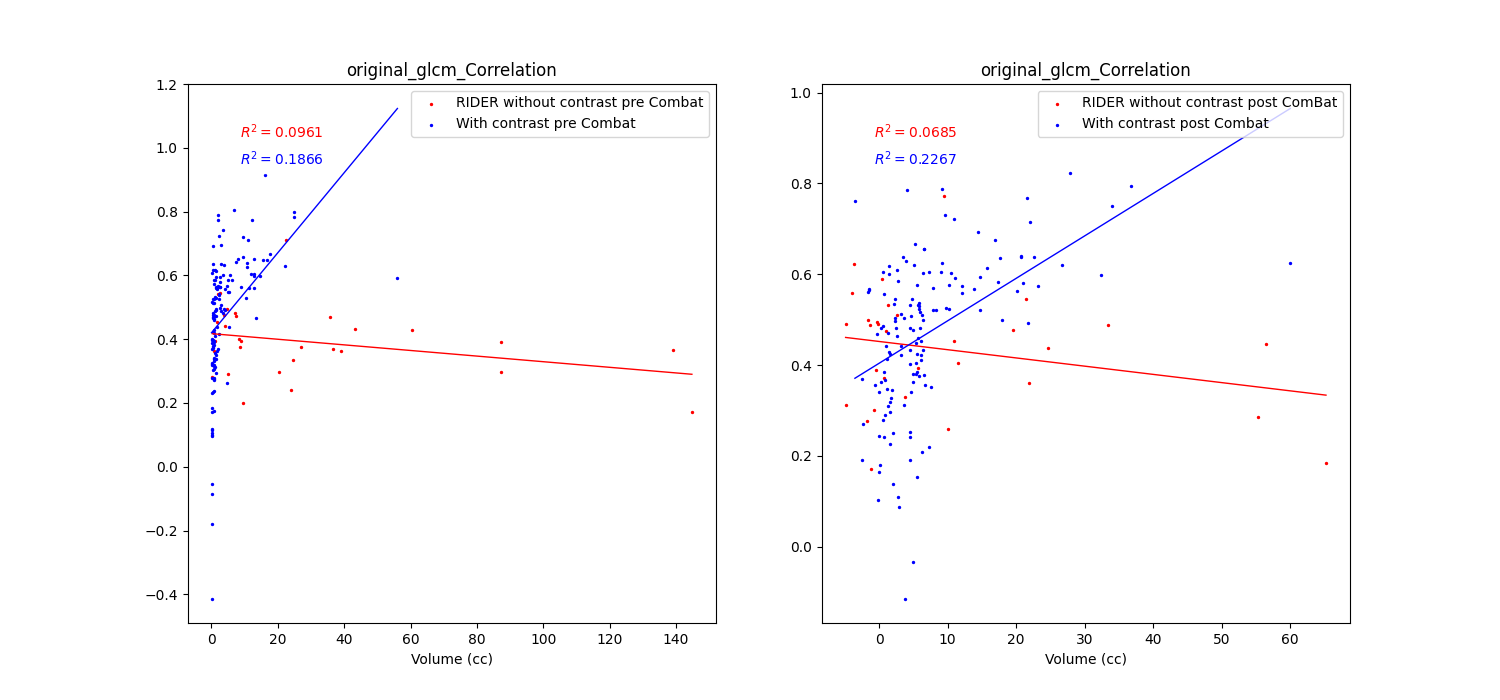 original_glcm_Correlation
RIDER without contrast pre Combat
With contrast pre Combat
R² = 0.0961
R² = 0.1866
1.2
1.0
0.8
0.6
0.4
0.2
0.0
−0.2
−0.4
0 20 40 60 80 100 120 140
Volume (cc)
original_glcm_Correlation
RIDER without contrast post ComBat
With contrast post Combat
R² = 0.0685
R² = 0.2267
1.0
0.8
0.6
0.4
0.2
0.0
0 10 20 30 40 50 60
Volume (cc)